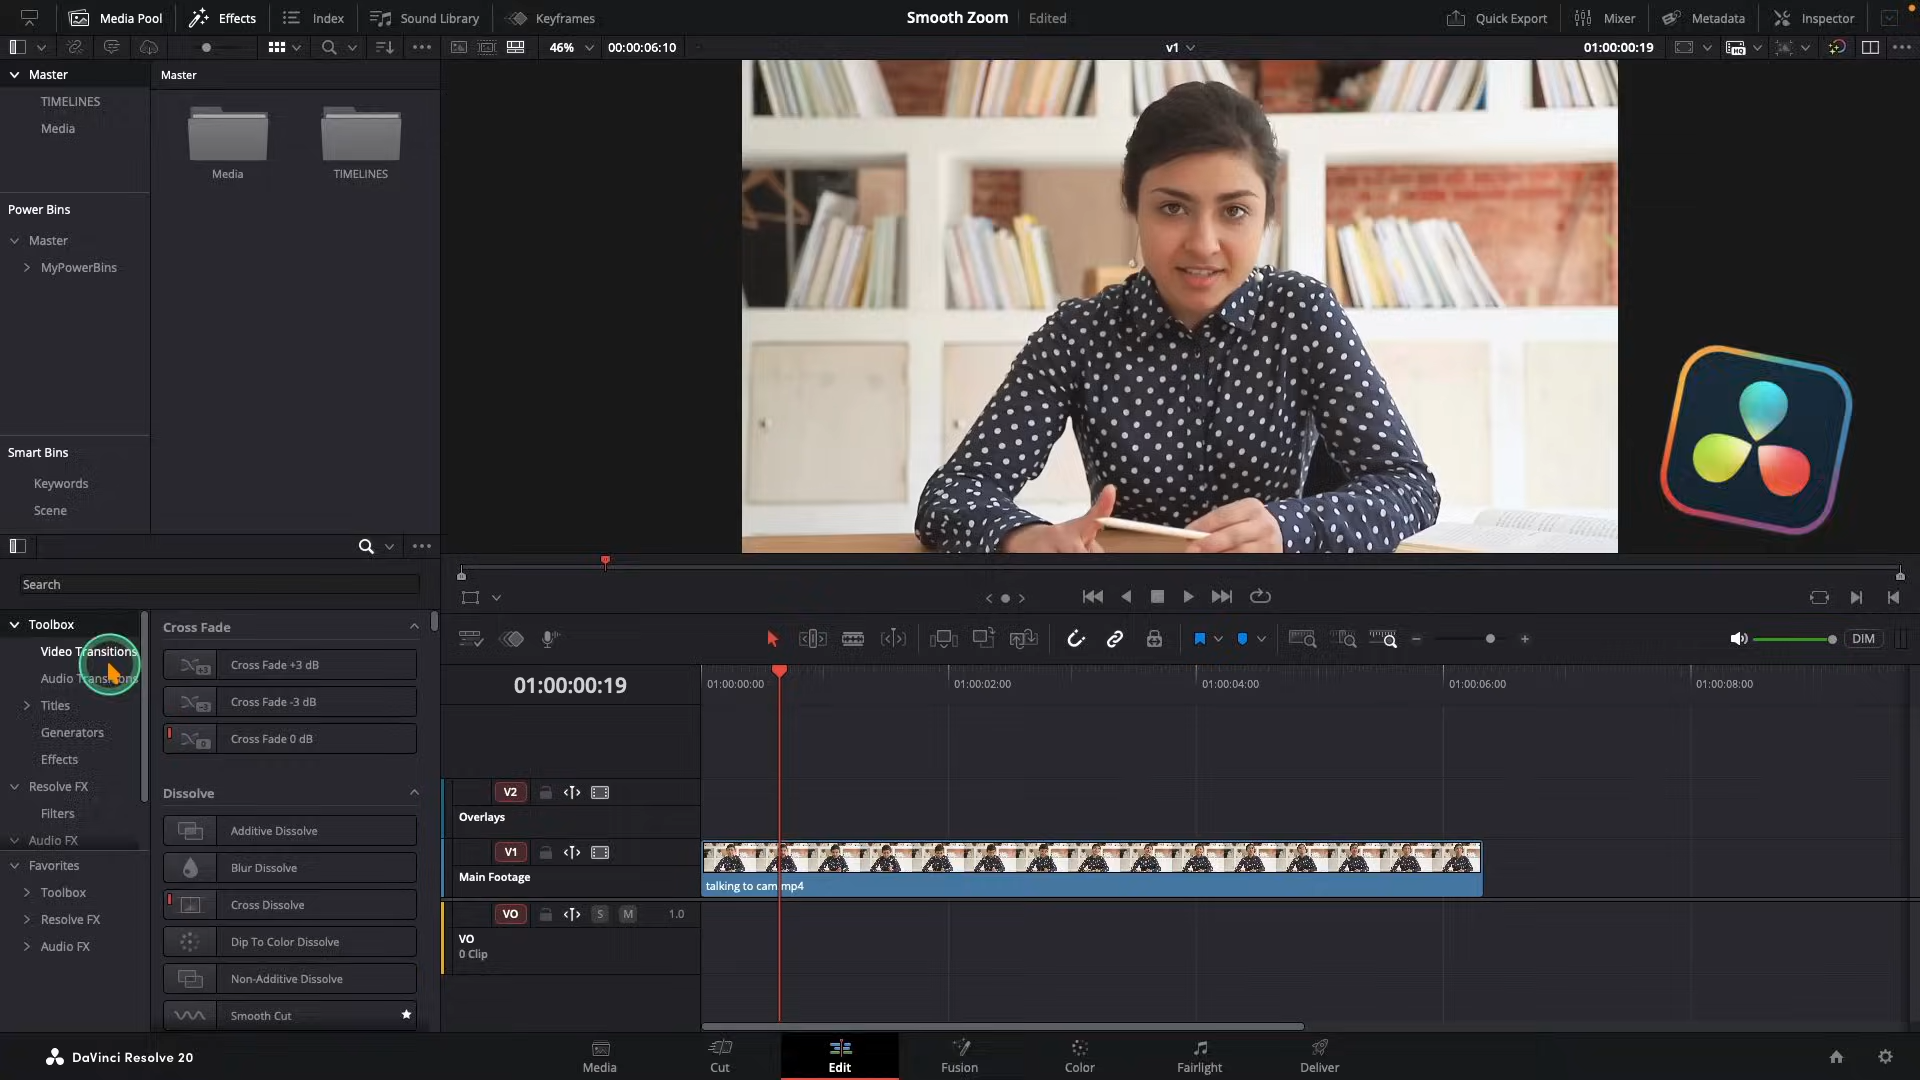 Media Pool
Effects
Index
Sound Library
Keyframes
Smooth Zoom
Edited
Quick Export
Mixer
Metadata
Inspector
46%
00:00:06:10
v1
01:00:00:19
Master
TIMELINES
Media
Power Bins
Master
MyPowerBins
Smart Bins
Keywords
Scene
Master
Media
TIMELINES
Search
Toolbox
Video Transitions
Audio Transitions
Titles
Generators
Effects
Resolve FX
Filters
Audio FX
Favorites
Toolbox
Resolve FX
Audio FX
Cross Fade
Cross Fade +3 dB
Cross Fade -3 dB
Cross Fade 0 dB
Dissolve
Additive Dissolve
Blur Dissolve
Cross Dissolve
Dip To Color Dissolve
Non-Additive Dissolve
Smooth Cut
DIM
01:00:00:19
01:00:00:00
01:00:02:00
01:00:04:00
01:00:06:00
01:00:08:00
V2
Overlays
V1
Main Footage
talking to cam.mp4
VO
S
M
1.0
VO
0 Clip
DaVinci Resolve 20
Media
Cut
Edit
Fusion
Color
Fairlight
Deliver